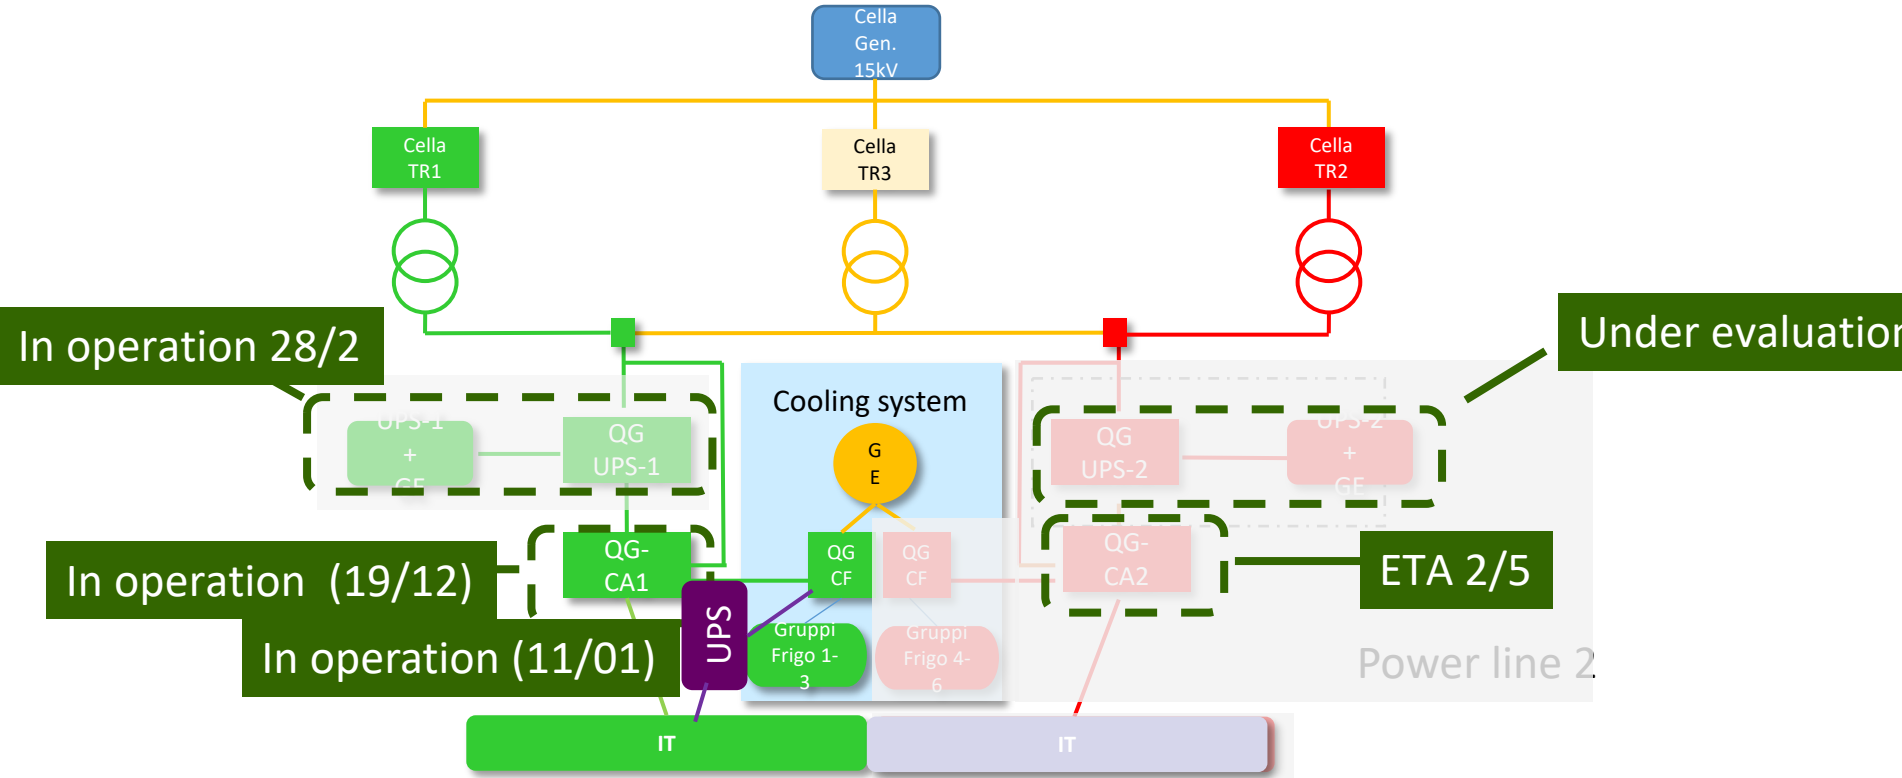 Cella
Gen.
15kV
Cella
TR1
Cella
TR3
Cella
TR2
In operation 28/2
Under evaluation
Cooling system
UPS-1
+
GE
QG
UPS-1
G
E
QG
UPS-2
UPS-2
+
GE
In operation (19/12)
QG-
CA1
QG
CF
QG
CF
QG-
CA2
ETA 2/5
In operation (11/01)
UPS
Gruppi
Frigo 1-
3
Gruppi
Frigo 4-
6
Power line 2
IT
IT